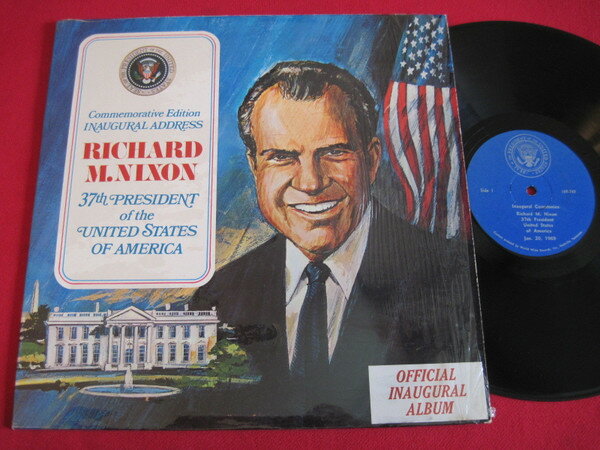 Commemorative Edition
INAUGURAL ADDRESS
RICHARD
M. NIXON
37th PRESIDENT
of the
UNITED STATES
OF AMERICA
OFFICIAL
INAUGURAL
ALBUM
Side 1
Inaugural Ceremonies
Richard M. Nixon
37th President
United States
of America
Jan. 20, 1969